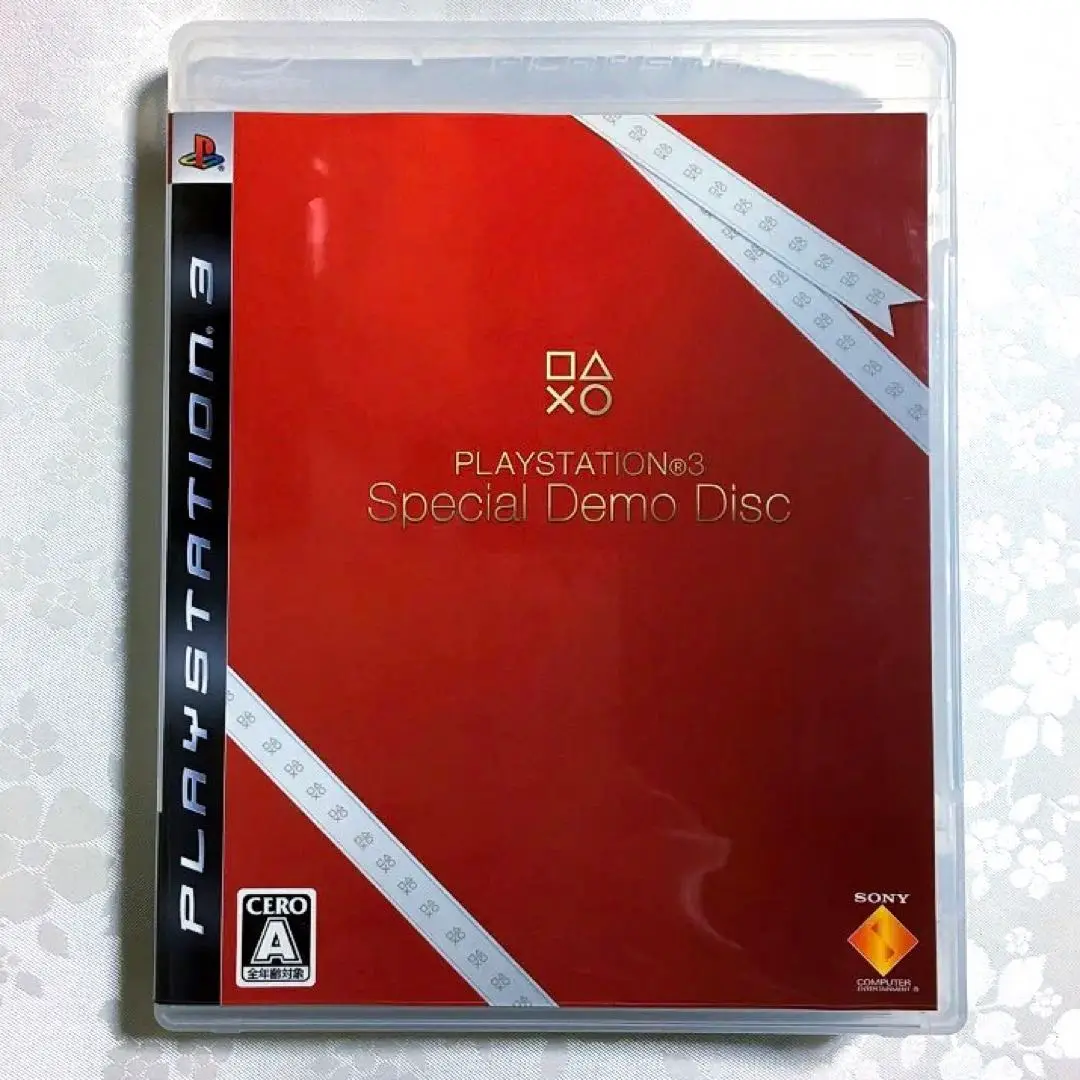 PLAYSTATION®3
Special Demo Disc
PLAYSTATION®3
CERO
A
全年齢対象
SONY
COMPUTER
ENTERTAINMENT®